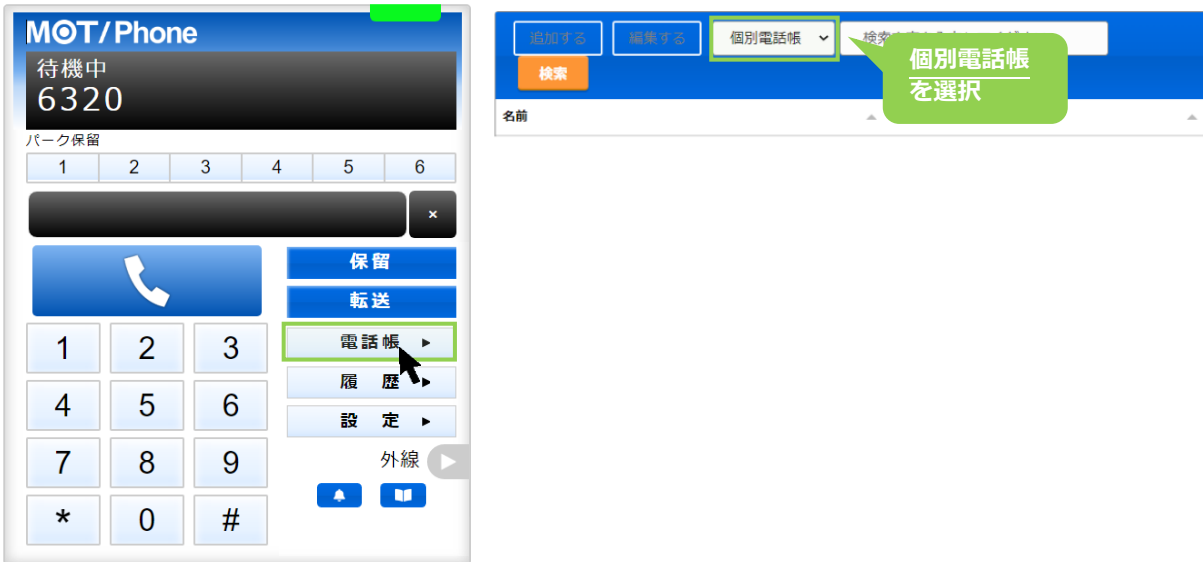 MOT/Phone
待機中
6320
パーク保留
1 2 3 4 5 6
×
保留
転送
1 2 3
電話帳
4 5 6
履 歴
設 定
7 8 9
外線
* 0 #
追加する 編集する 個別電話帳
検索
個別電話帳
を選択
名前